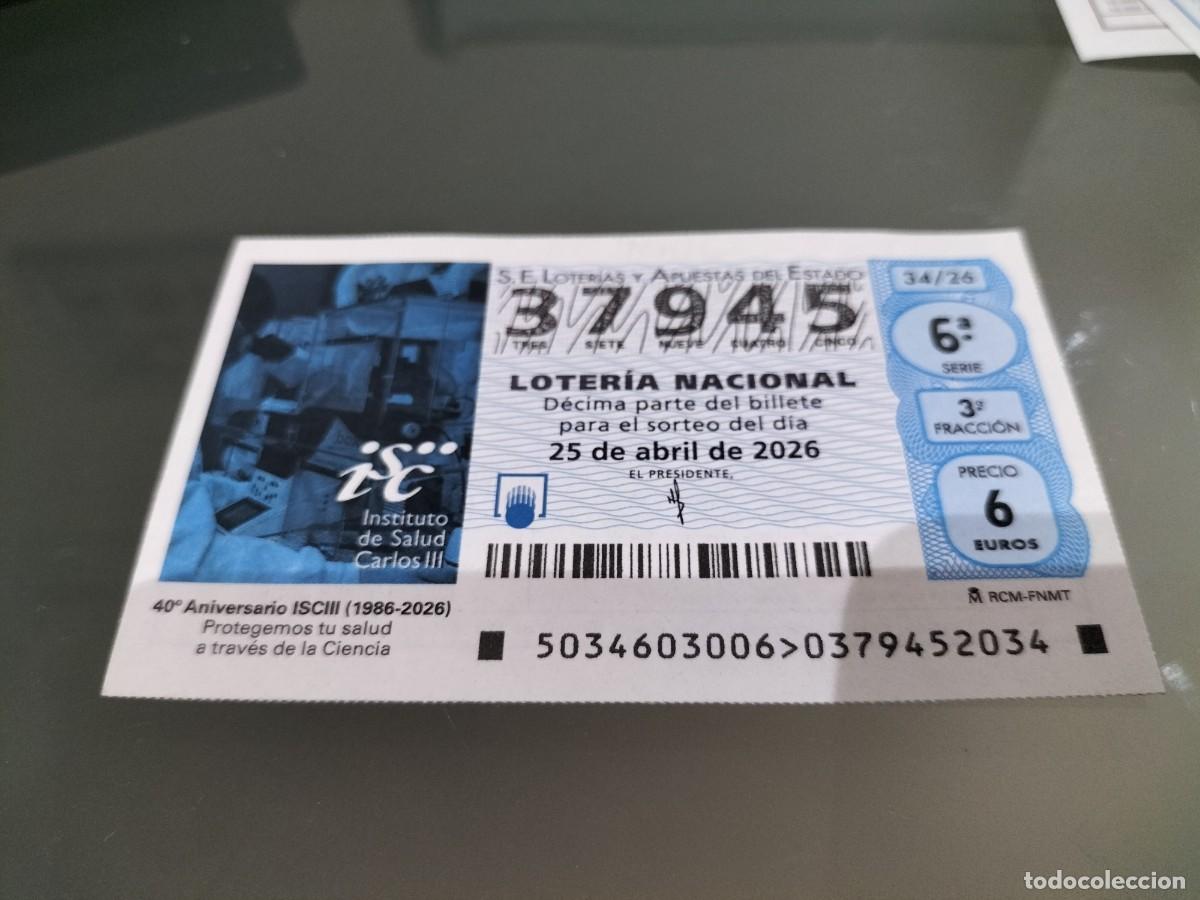 S.E. LOTERÍAS Y APUESTAS DEL ESTADO
37945
TRES SIETE NUEVE CUATRO CINCO
LOTERÍA NACIONAL
Décima parte del billete
para el sorteo del día
25 de abril de 2026
EL PRESIDENTE,
34/26
6ª
SERIE
3ª
FRACCIÓN
PRECIO
6
EUROS
isciii
Instituto
de Salud
Carlos III
40º Aniversario ISCIII (1986-2026)
Protegemos tu salud
a través de la Ciencia
RCM-FNMT
5034603006>0379452034
todocoleccion